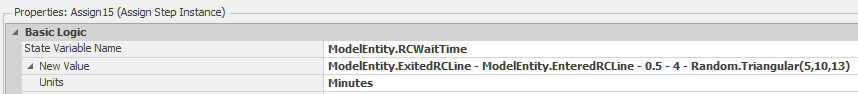 Properties: Assign15 (Assign Step Instance)
Basic Logic
State Variable Name ModelEntity.RCWaitTime
New Value ModelEntity.ExitedRCLine - ModelEntity.EnteredRCLine - 0.5 - 4 - Random.Triangular(5,10,13)
Units Minutes